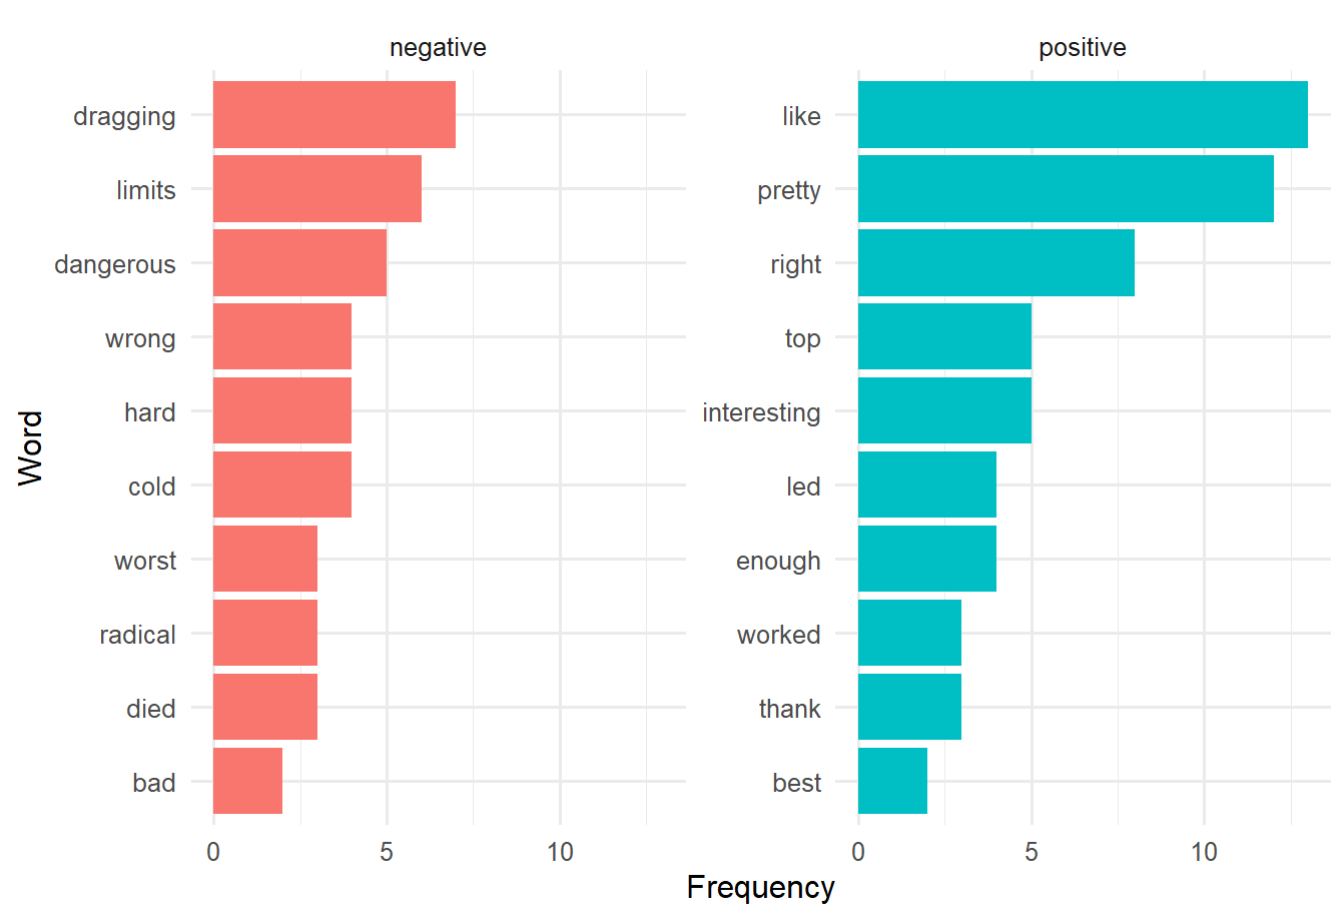 negative
positive
Word
dragging
limits
dangerous
wrong
hard
cold
worst
radical
died
bad
like
pretty
right
top
interesting
led
enough
worked
thank
best
0 5 10
0 5 10
Frequency